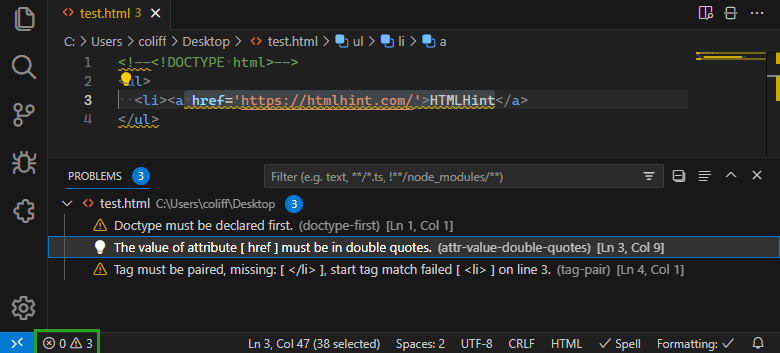 test.html 3
C: > Users > coliff > Desktop > test.html > ul > li > a
1 <!--<!DOCTYPE html>-->
2 <ul>
3 <li><a href='https://htmlhint.com/'>HTMLHint</a>
4 </ul>
PROBLEMS 3
Filter (e.g. text, **/*.ts, !**/node_modules/**)
test.html C:\Users\coliff\Desktop 3
Doctype must be declared first. (doctype-first) [Ln 1, Col 1]
The value of attribute [ href ] must be in double quotes. (attr-value-double-quotes) [Ln 3, Col 9]
Tag must be paired, missing: [ </li> ], start tag match failed [ <li> ] on line 3. (tag-pair) [Ln 4, Col 1]
0 3 Ln 3, Col 47 (38 selected) Spaces: 2 UTF-8 CRLF HTML Spell Formatting: